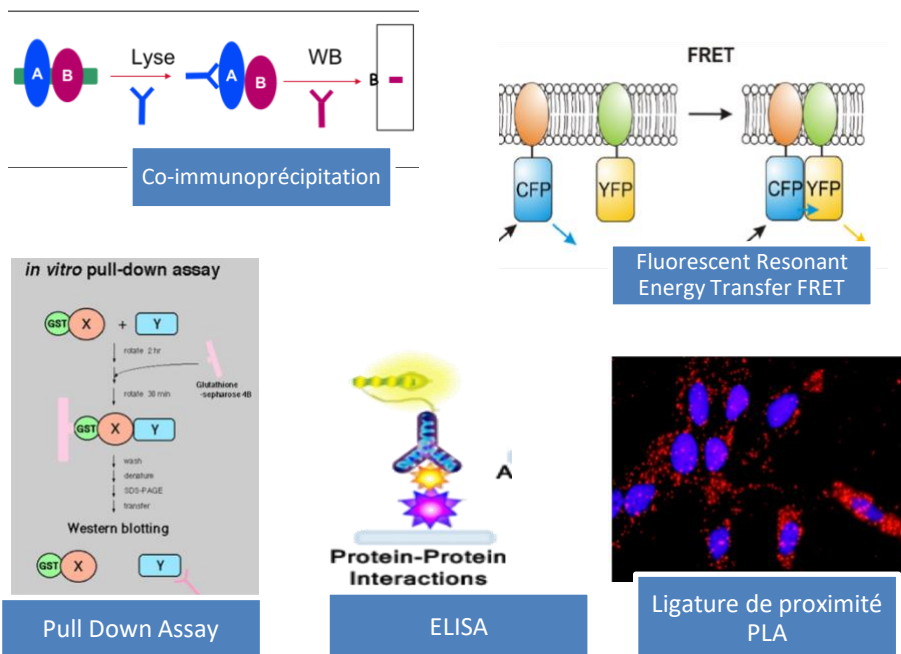 Lyse
WB
A B
A B
B
Co-immunoprécipitation
FRET
CFP YFP
CFP YFP
Fluorescent Resonant
Energy Transfer FRET
in vitro pull-down assay
GST X + Y
rotate 2 hr
Glutathione
-sepharose 4B
rotate 30 min
GST X Y
wash
denature
SDS-PAGE
transfer
Western blotting
GST X Y
Pull Down Assay
A
Protein-Protein
Interactions
ELISA
Ligature de proximité
PLA